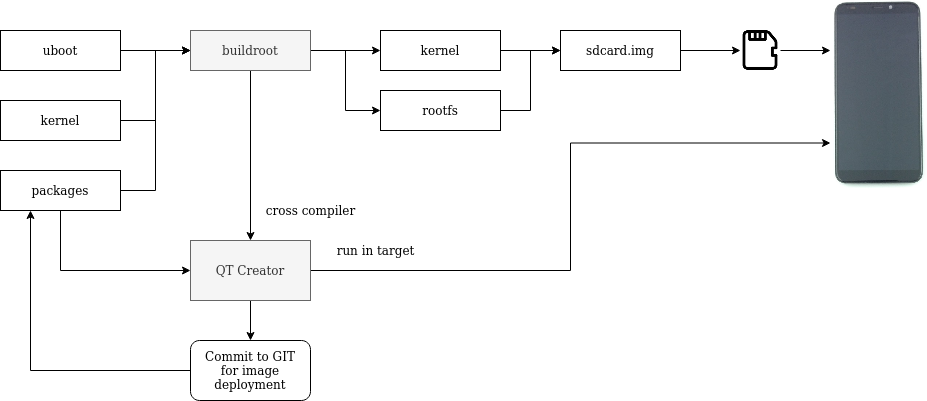 uboot
buildroot
kernel
sdcard.img
kernel
rootfs
packages
cross compiler
run in target
QT Creator
Commit to GIT
for image
deployment